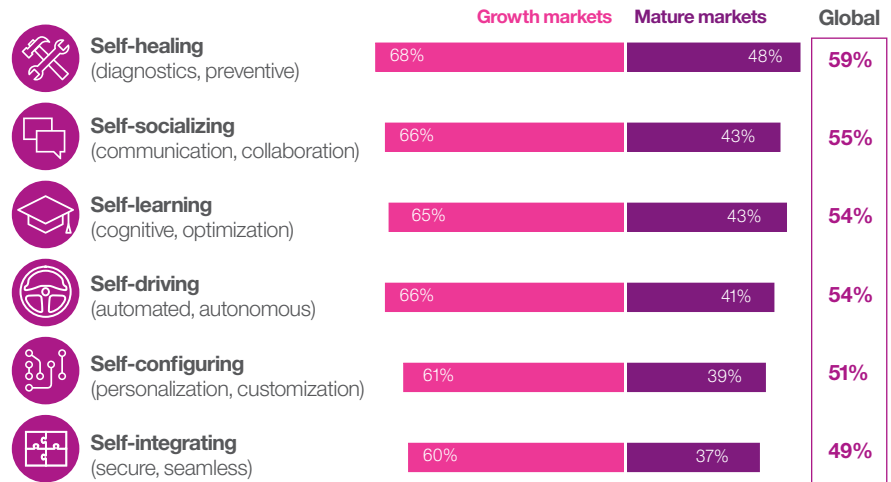 Growth markets Mature markets Global
Self-healing
(diagnostics, preventive)
68% 48% 59%
Self-socializing
(communication, collaboration)
66% 43% 55%
Self-learning
(cognitive, optimization)
65% 43% 54%
Self-driving
(automated, autonomous)
66% 41% 54%
Self-configuring
(personalization, customization)
61% 39% 51%
Self-integrating
(secure, seamless)
60% 37% 49%